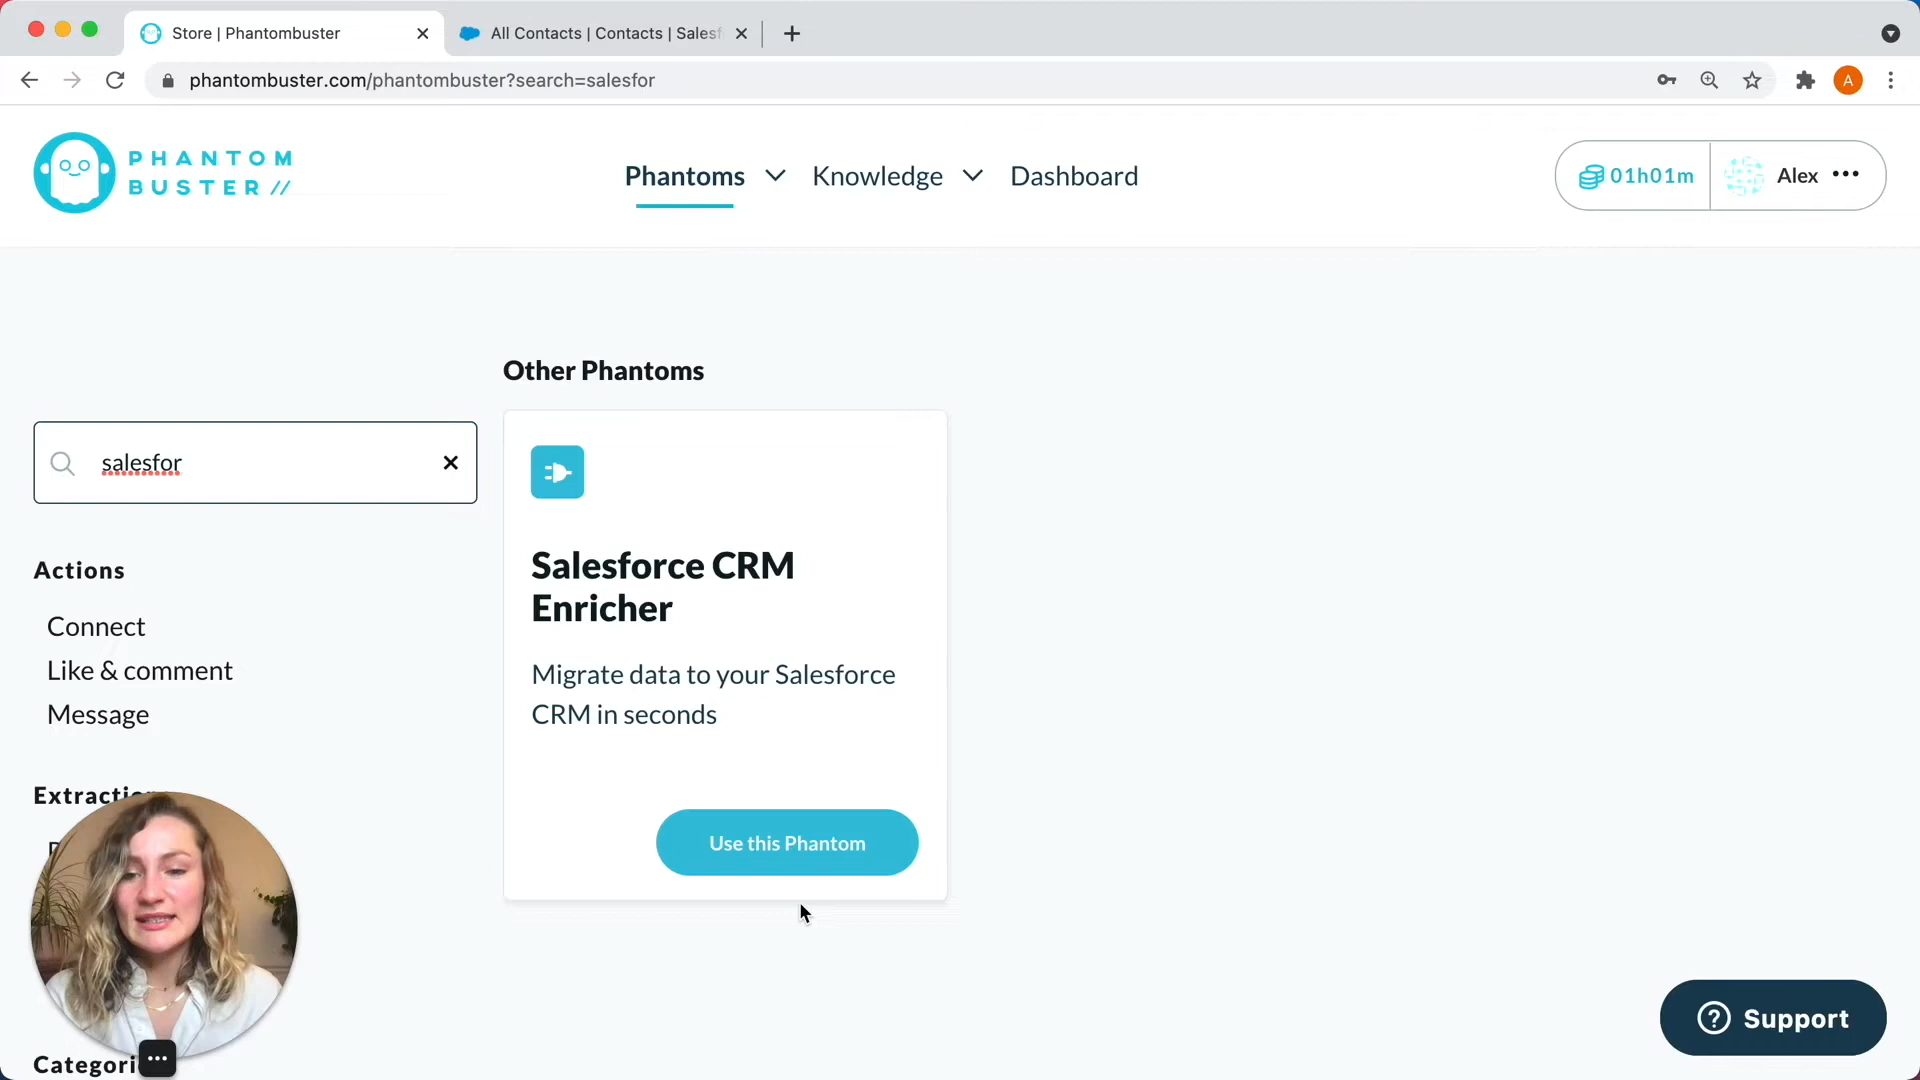 Store | Phantombuster
All Contacts | Contacts | Salesf
phantombuster.com/phantombuster?search=salesfor
A
PHANTOM
BUSTER //
Phantoms
Knowledge
Dashboard
01h01m
Alex
Other Phantoms
salesfor
Salesforce CRM
Enricher
Migrate data to your Salesforce
CRM in seconds
Use this Phantom
Actions
Connect
Like & comment
Message
Extractio
Categori
Support